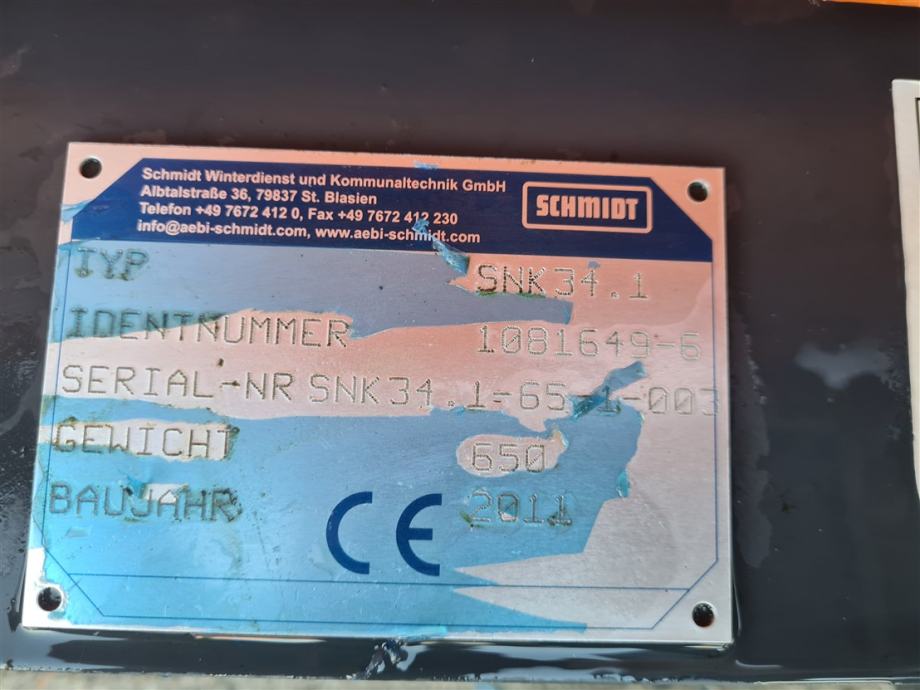 Schmidt Winterdienst und Kommunaltechnik GmbH
Albtalstraße 36, 79837 St. Blasien
Telefon +49 7672 412 0, Fax +49 7672 412 230
info@aebi-schmidt.com, www.aebi-schmidt.com
SCHMIDT
TYP SNK34.1
IDENTNUMMER 1081649-6
SERIAL-NR SNK34.1-65-1-003
GEWICHT 650
BAUJAHR 2011
CE